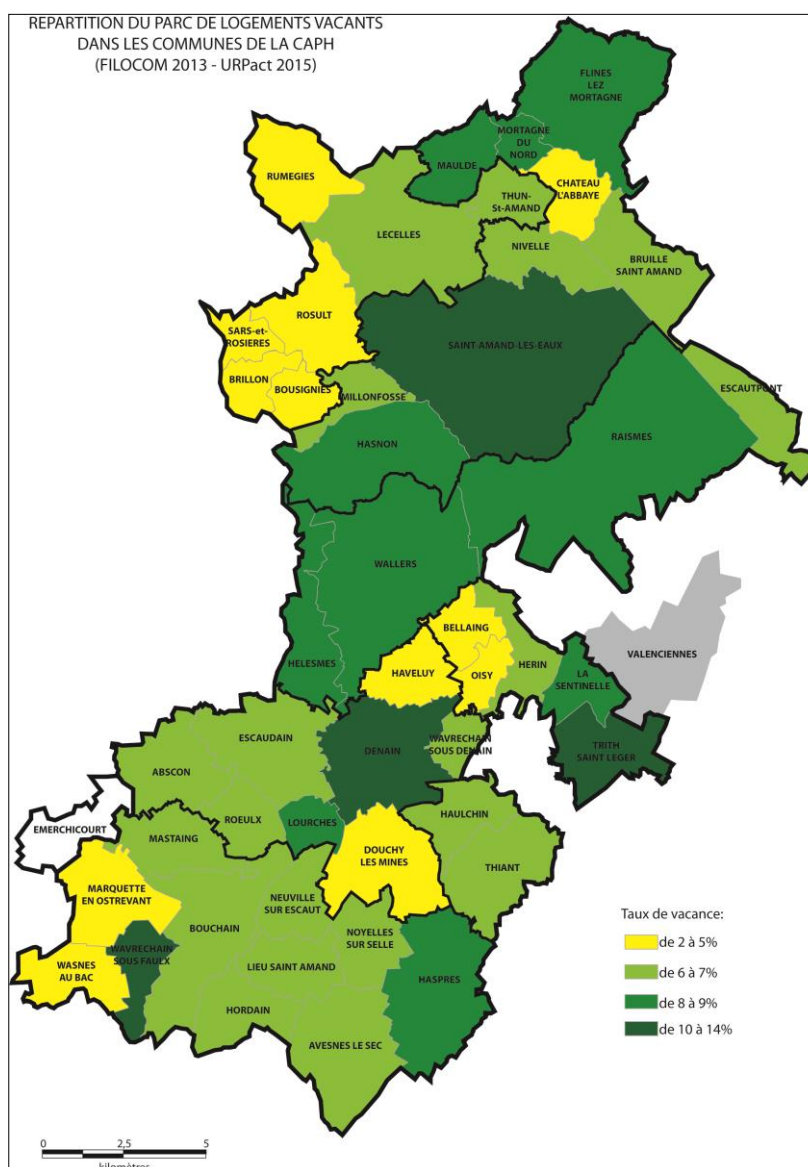 REPARTITION DU PARC DE LOGEMENTS VACANTS
DANS LES COMMUNES DE LA CAPH
(FILOCOM 2013 - URPact 2015)
FLINES
LEZ
MORTAGNE
MORTAGNE
DU
NORD
MAULDE
RUMEGIES
CHATEAU
L'ABBAYE
THUN-
St-AMAND
LECELLES
NIVELLE
BRUILLE
SAINT AMAND
ROSULT
SARS-et-
ROSIERES
SAINT-AMAND-LES-EAUX
BRILLON
BOUSIGNIES
MILLONFOSSE
ESCAUTPONT
RAISMES
HASNON
WALLERS
BELLAING
VALENCIENNES
HELESMES
HAVELUY
OISY
HERIN
LA
SENTINELLE
ESCAUDAIN
DENAIN
WAVRECHAIN
SOUS DENAIN
TRITH
SAINT LEGER
ABSCON
EMERCHICOURT
ROEULX
LOURCHES
HAULCHIN
MASTAING
DOUCHY
LES MINES
THIANT
MARQUETTE
EN OSTREVANT
NEUVILLE
SUR ESCAUT
BOUCHAIN
NOYELLES
SUR SELLE
WAVRECHAIN
SOUS FAULX
WASNES
AU BAC
LIEU SAINT AMAND
HASPRES
HORDAIN
AVESNES LE SEC
Taux de vacance:
de 2 à 5%
de 6 à 7%
de 8 à 9%
de 10 à 14%
0 2,5 5
kilomètres